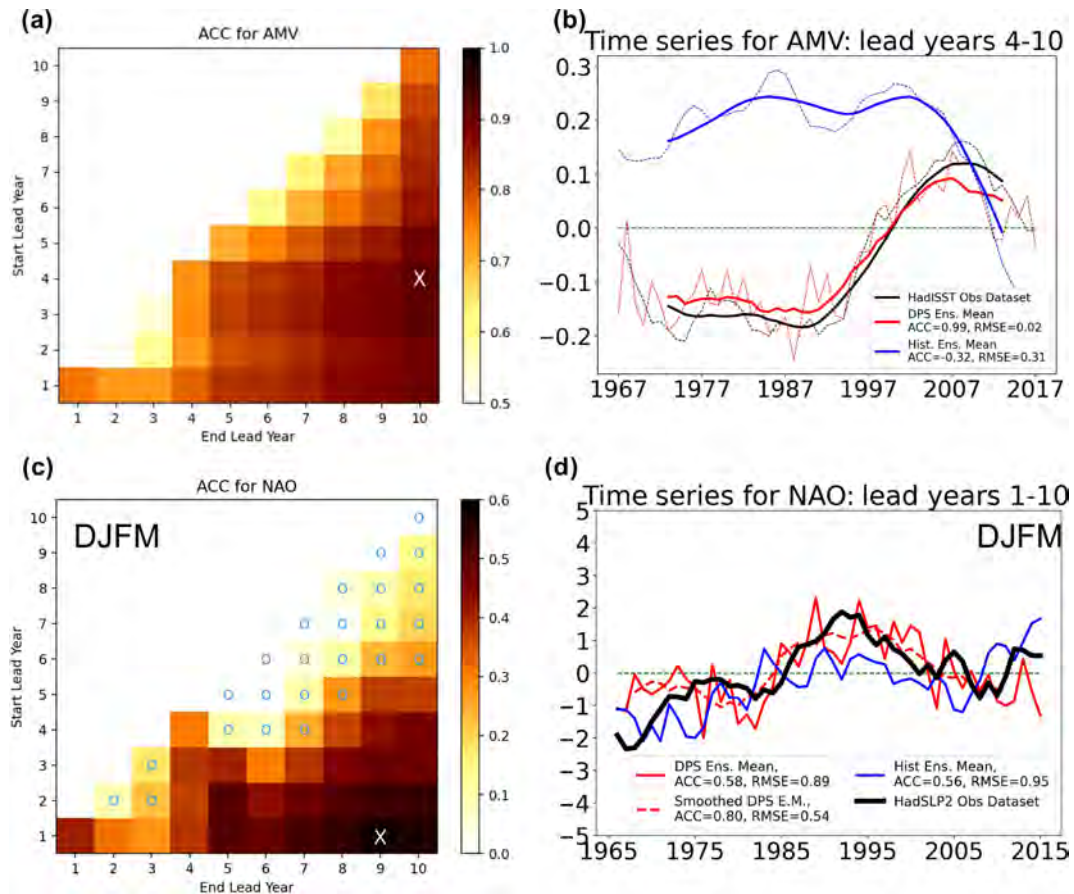 (a)
ACC for AMV
Start Lead Year
10
9
8
7
6
5
4
3
2
1
X
1 2 3 4 5 6 7 8 9 10
End Lead Year
1.0
0.9
0.8
0.7
0.6
0.5
(b)
Time series for AMV: lead years 4-10
0.3
0.2
0.1
0.0
−0.1
−0.2
HadISST Obs Dataset
DPS Ens. Mean
ACC=0.99, RMSE=0.02
Hist. Ens. Mean
ACC=-0.32, RMSE=0.31
1967 1977 1987 1997 2007 2017
(c)
ACC for NAO
DJFM
Start Lead Year
10
9
8
7
6
5
4
3
2
1
X
1 2 3 4 5 6 7 8 9 10
End Lead Year
0.6
0.5
0.4
0.3
0.2
0.1
0.0
(d)
Time series for NAO: lead years 1-10
DJFM
5
4
3
2
1
0
−1
−2
−3
−4
−5
DPS Ens. Mean,
ACC=0.58, RMSE=0.89
Smoothed DPS E.M.,
ACC=0.80, RMSE=0.54
Hist Ens. Mean,
ACC=0.56, RMSE=0.95
HadSLP2 Obs Dataset
1965 1975 1985 1995 2005 2015